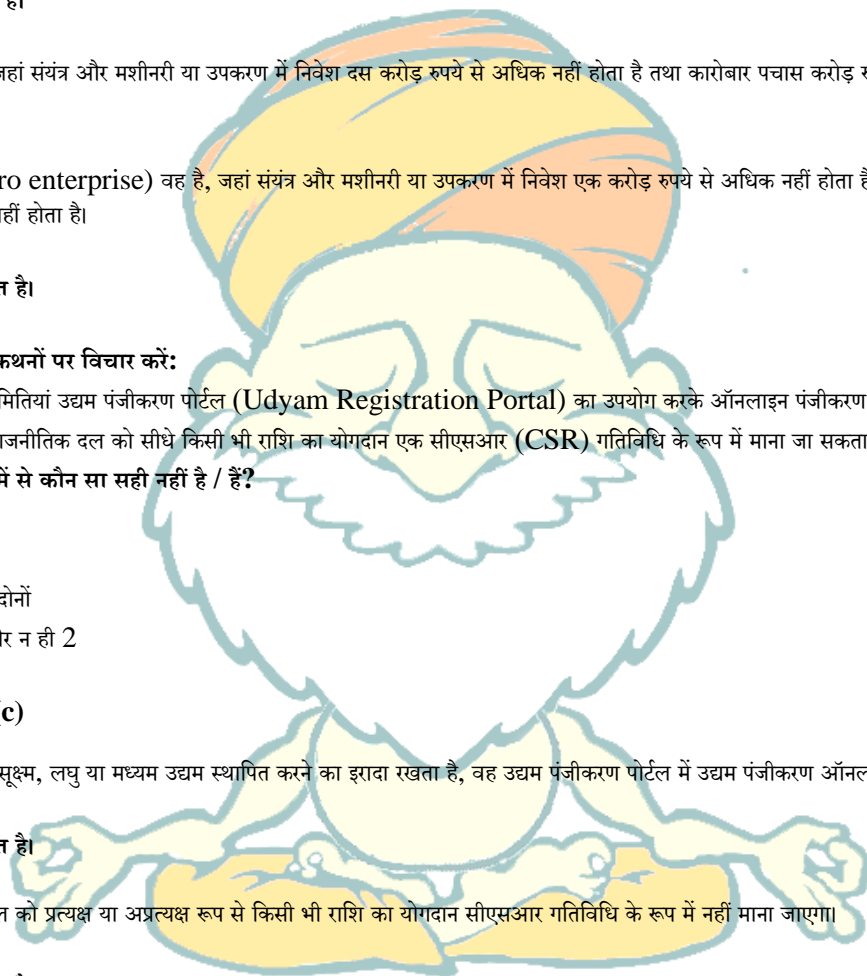 है।
जहां संयंत्र और मशीनरी या उपकरण में निवेश दस करोड़ रुपये से अधिक नहीं होता है तथा कारोबार पचास करोड़
ro enterprise) वह है, जहां संयंत्र और मशीनरी या उपकरण में निवेश एक करोड़ रुपये से अधिक नहीं होता है
नहीं होता है।
त है।
कथनों पर विचार करें:
मितियां उद्यम पंजीकरण पोर्टल (Udyam Registration Portal) का उपयोग करके ऑनलाइन पंजीकरण
ाजनीतिक दल को सीधे किसी भी राशि का योगदान एक सीएसआर (CSR) गतिविधि के रूप में माना जा सकता
में से कौन सा सही नहीं है / हैं?
दोनों
र न ही 2
(c)
सूक्ष्म, लघु या मध्यम उद्यम स्थापित करने का इरादा रखता है, वह उद्यम पंजीकरण पोर्टल में उद्यम पंजीकरण
त है।
ल को प्रत्यक्ष या अप्रत्यक्ष रूप से किसी भी राशि का योगदान सीएसआर गतिविधि के रूप में नहीं माना जाएगा।